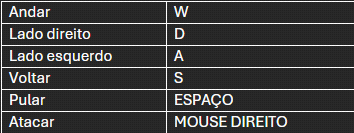 Andar W
Lado direito D
Lado esquerdo A
Voltar S
Pular ESPAÇO
Atacar MOUSE DIREITO